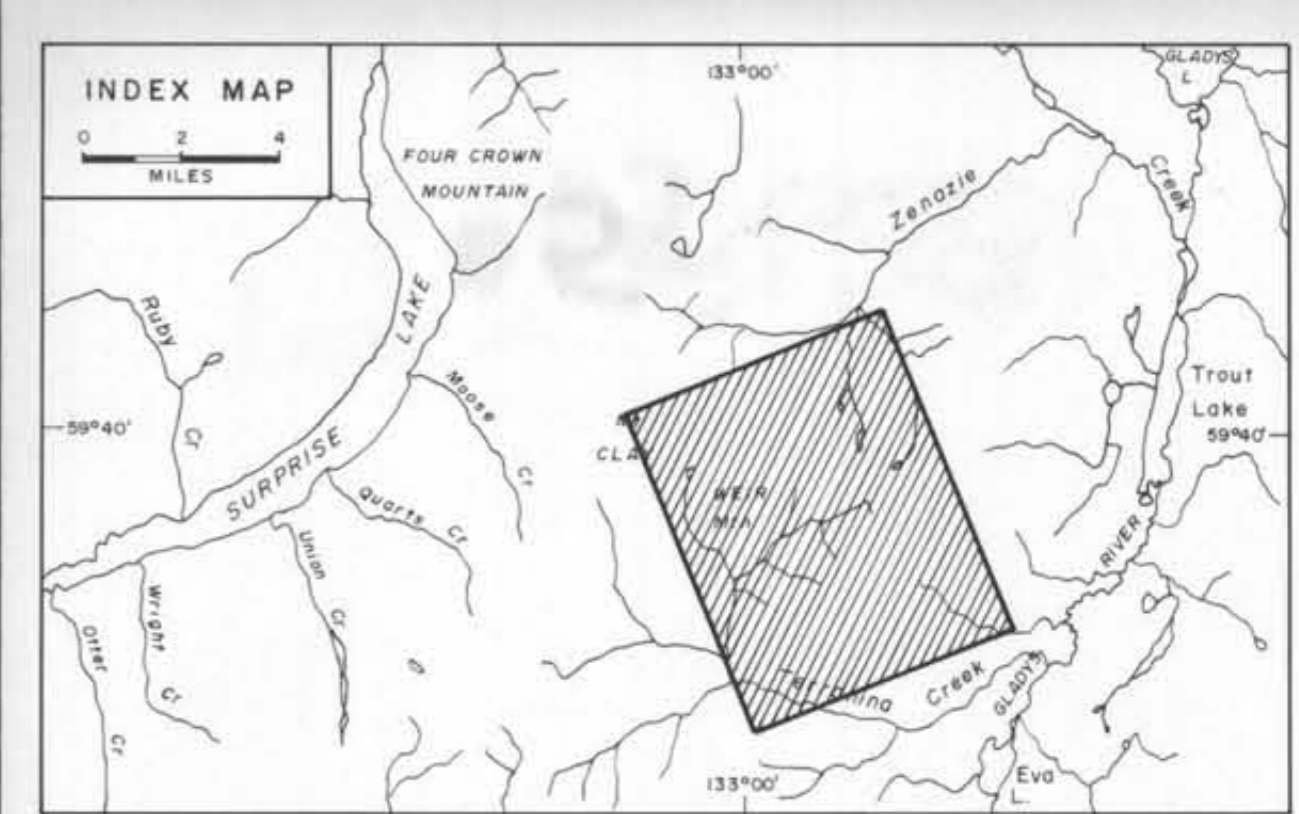 INDEX MAP
0 2 4
MILES
133°00'
GLADYS
L.
FOUR CROWN
MOUNTAIN
Zenazie
Creek
Ruby
Cr
SURPRISE
LAKE
Moose
Cr
Trout
Lake
59°40'
59°40'
WEIR
Mtn
Quarts Cr
Union
Cr
Wright
Cr
Otter
Cr
RIVER
GLADYS
Creek
133°00'
Eva
L.